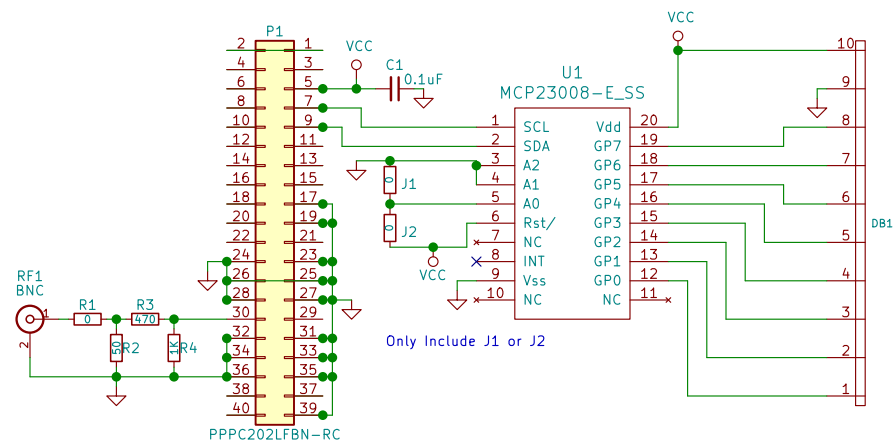 P1
PPPC202LFBN-RC
2 1
4 3
6 5
8 7
10 9
12 11
14 13
16 15
18 17
20 19
22 21
24 23
26 25
28 27
30 29
32 31
34 33
36 35
38 37
40 39
RF1
BNC
1
2
R1
0
R2
50
R3
470
R4
1K
VCC
C1
0.1uF
J1
0
J2
0
VCC
U1
MCP23008-E_SS
1 SCL Vdd 20
2 SDA GP7 19
3 A2 GP6 18
4 A1 GP5 17
5 A0 GP4 16
6 Rst/ GP3 15
7 NC GP2 14
8 INT GP1 13
9 Vss GP0 12
10 NC NC 11
Only Include J1 or J2
VCC
10
9
8
7
6
5
4
3
2
1
DB1